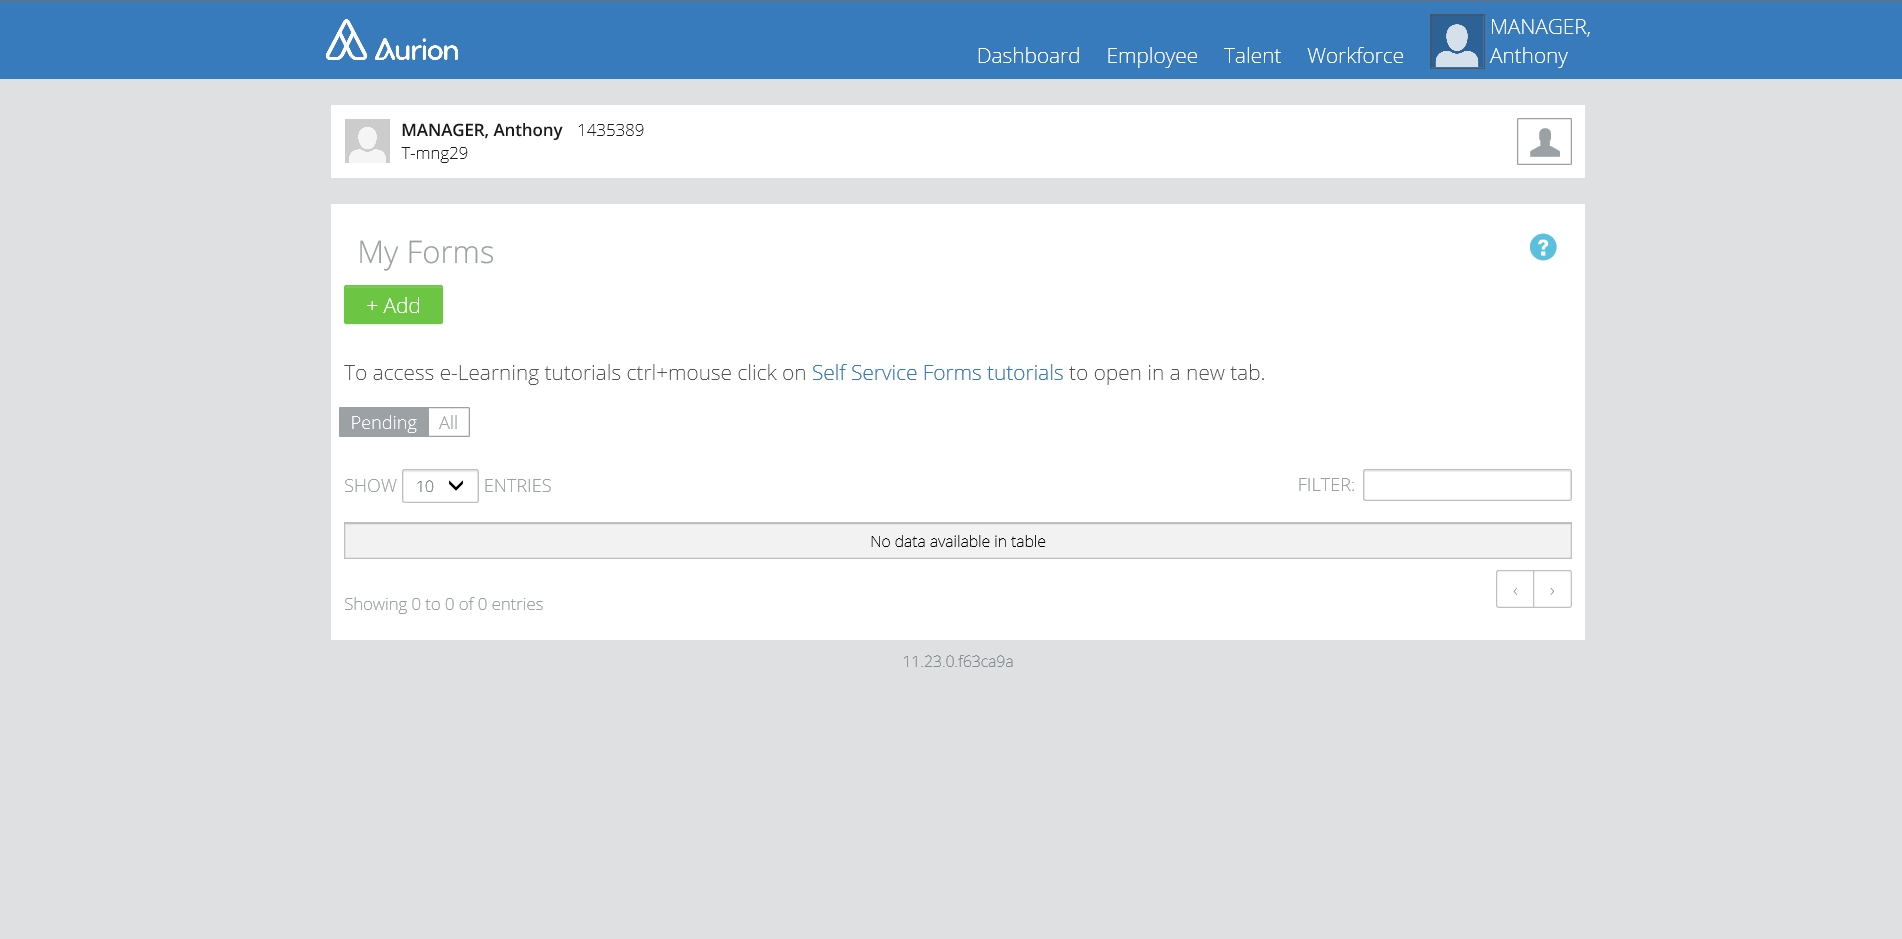 Aurion
Dashboard Employee Talent Workforce
MANAGER,
Anthony
MANAGER, Anthony 1435389
T-mng29
My Forms
?
+ Add
To access e-Learning tutorials ctrl+mouse click on Self Service Forms tutorials to open in a new tab.
Pending All
SHOW 10 ENTRIES
FILTER:
No data available in table
‹ ›
Showing 0 to 0 of 0 entries
11.23.0.f63ca9a